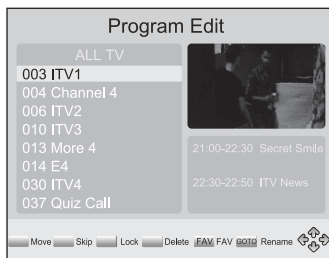 Program Edit
ALL TV
003 ITV1
004 Channel 4
006 ITV2
010 ITV3
013 More 4
014 E4
030 ITV4
037 Quiz Call
21:00-22:30 Secret Smile
22:30-22:50 ITV News
Move Skip Lock Delete FAV FAV GOTO Rename